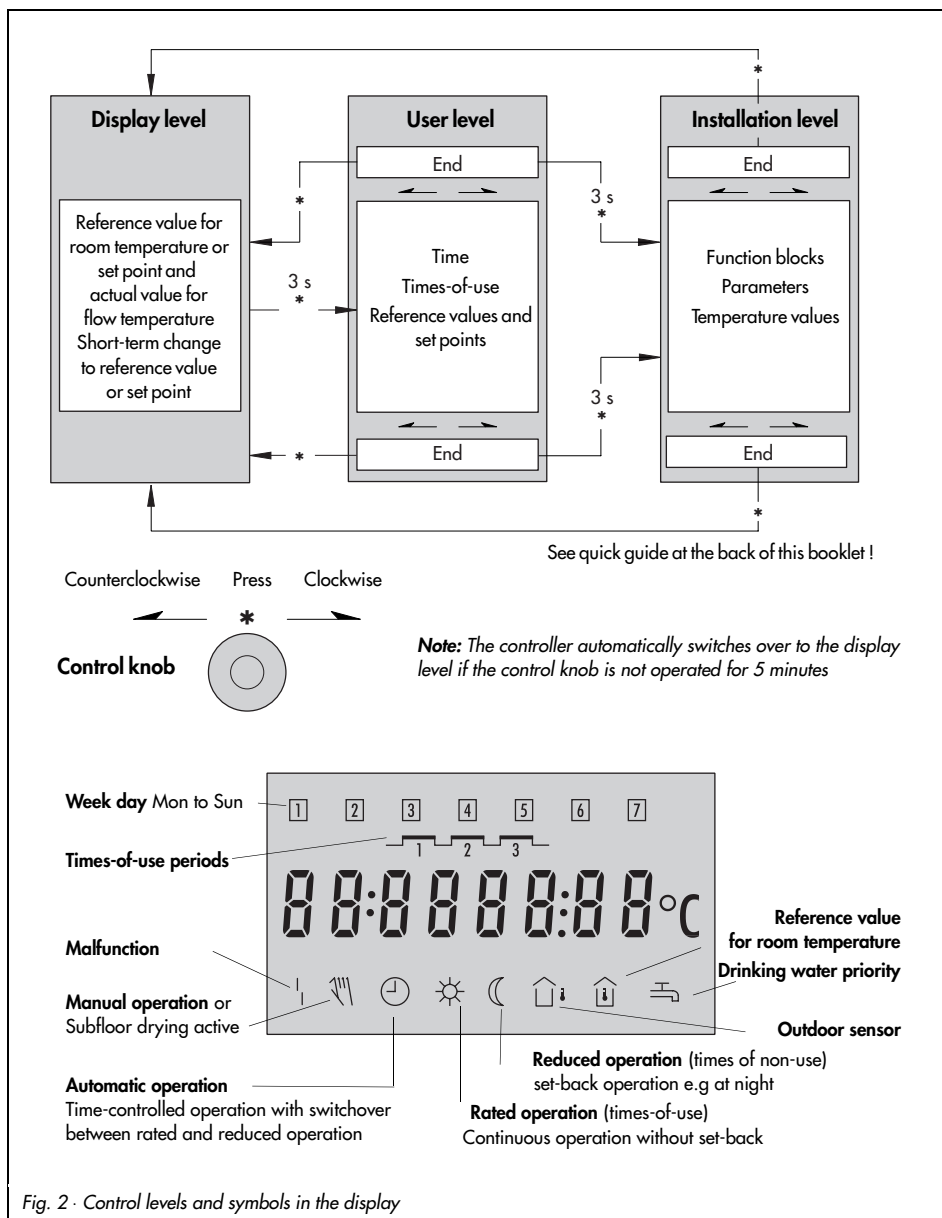 Display level
User level
Installation level
*
End
End
*
3 s
*
Reference value for
room temperature or
set point and
actual value for
flow temperature
Short-term change
to reference value
or set point
3 s
*
Time
Times-of-use
Reference values and
set points
Function blocks
Parameters
Temperature values
3 s
*
*
End
End
*
*
See quick guide at the back of this booklet !
Counterclockwise Press Clockwise
*
Control knob
Note: The controller automatically switches over to the display
level if the control knob is not operated for 5 minutes
Week day Mon to Sun
1 2 3 4 5 6 7
Times-of-use periods
1 2 3
88:88 88:88 °C
Malfunction
Reference value
for room temperature
Drinking water priority
Manual operation or
Subfloor drying active
Outdoor sensor
Automatic operation
Time-controlled operation with switchover
between rated and reduced operation
Reduced operation (times of non-use)
set-back operation e.g at night
Rated operation (times-of-use)
Continuous operation without set-back
Fig. 2 · Control levels and symbols in the display